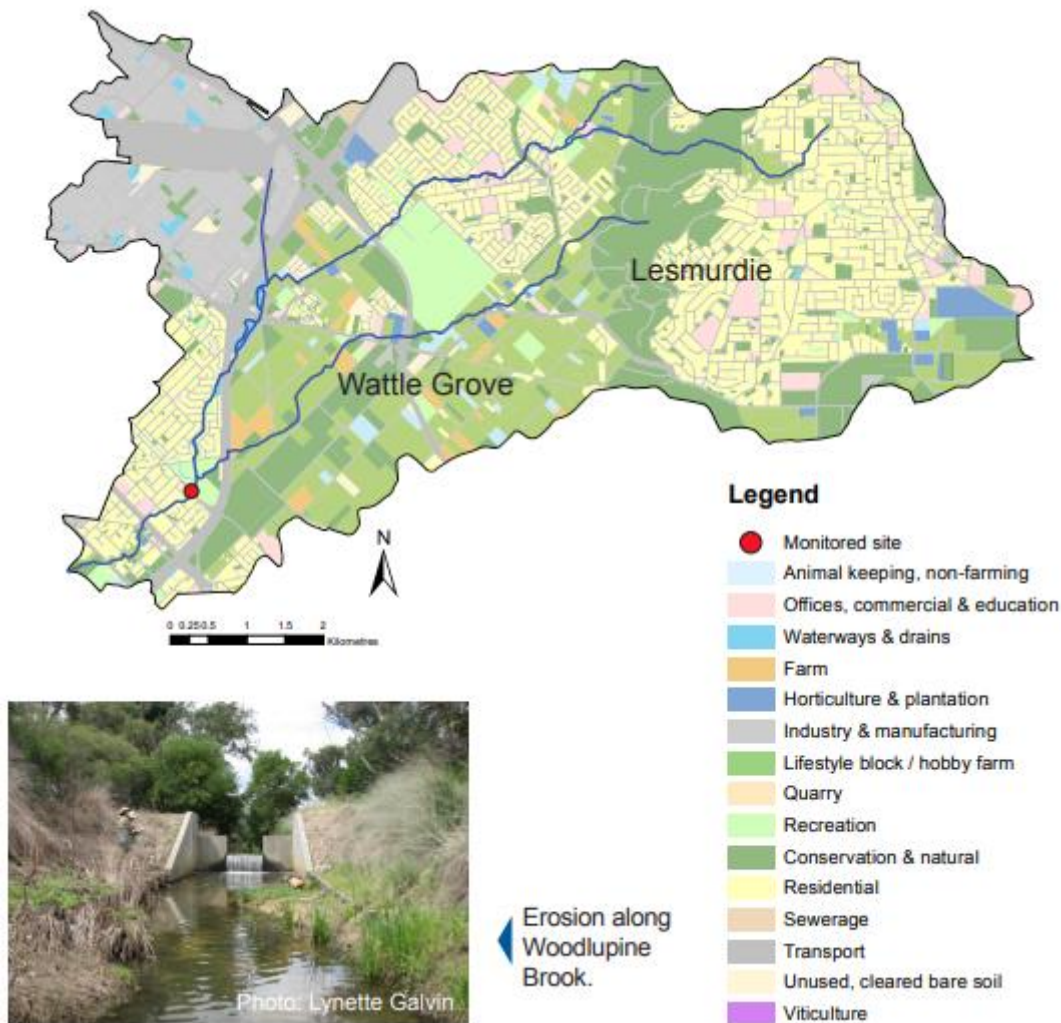 Lesmurdie
Wattle Grove
N
0 0.25 0.5 1 1.5 2
Kilometres
Legend
Monitored site
Animal keeping, non-farming
Offices, commercial & education
Waterways & drains
Farm
Horticulture & plantation
Industry & manufacturing
Lifestyle block / hobby farm
Quarry
Recreation
Conservation & natural
Residential
Sewerage
Transport
Unused, cleared bare soil
Viticulture
Erosion along
Woodlupine
Brook.
Photo: Lynette Galvin